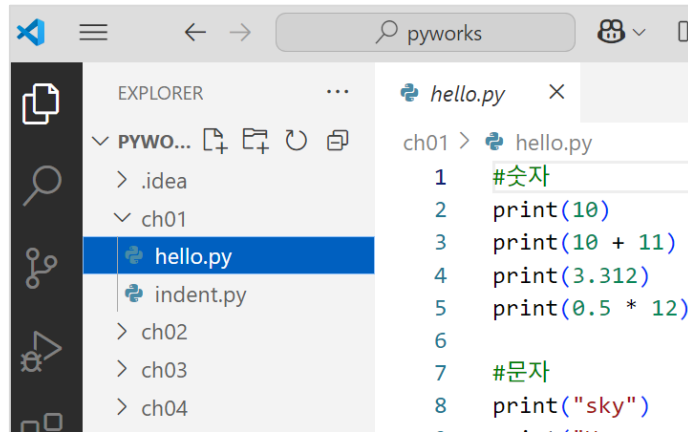 pyworks
EXPLORER
PYWO...
.idea
ch01
hello.py
indent.py
ch02
ch03
ch04
hello.py
ch01 > hello.py
1 #숫자
2 print(10)
3 print(10 + 11)
4 print(3.312)
5 print(0.5 * 12)
6
7 #문자
8 print("sky")